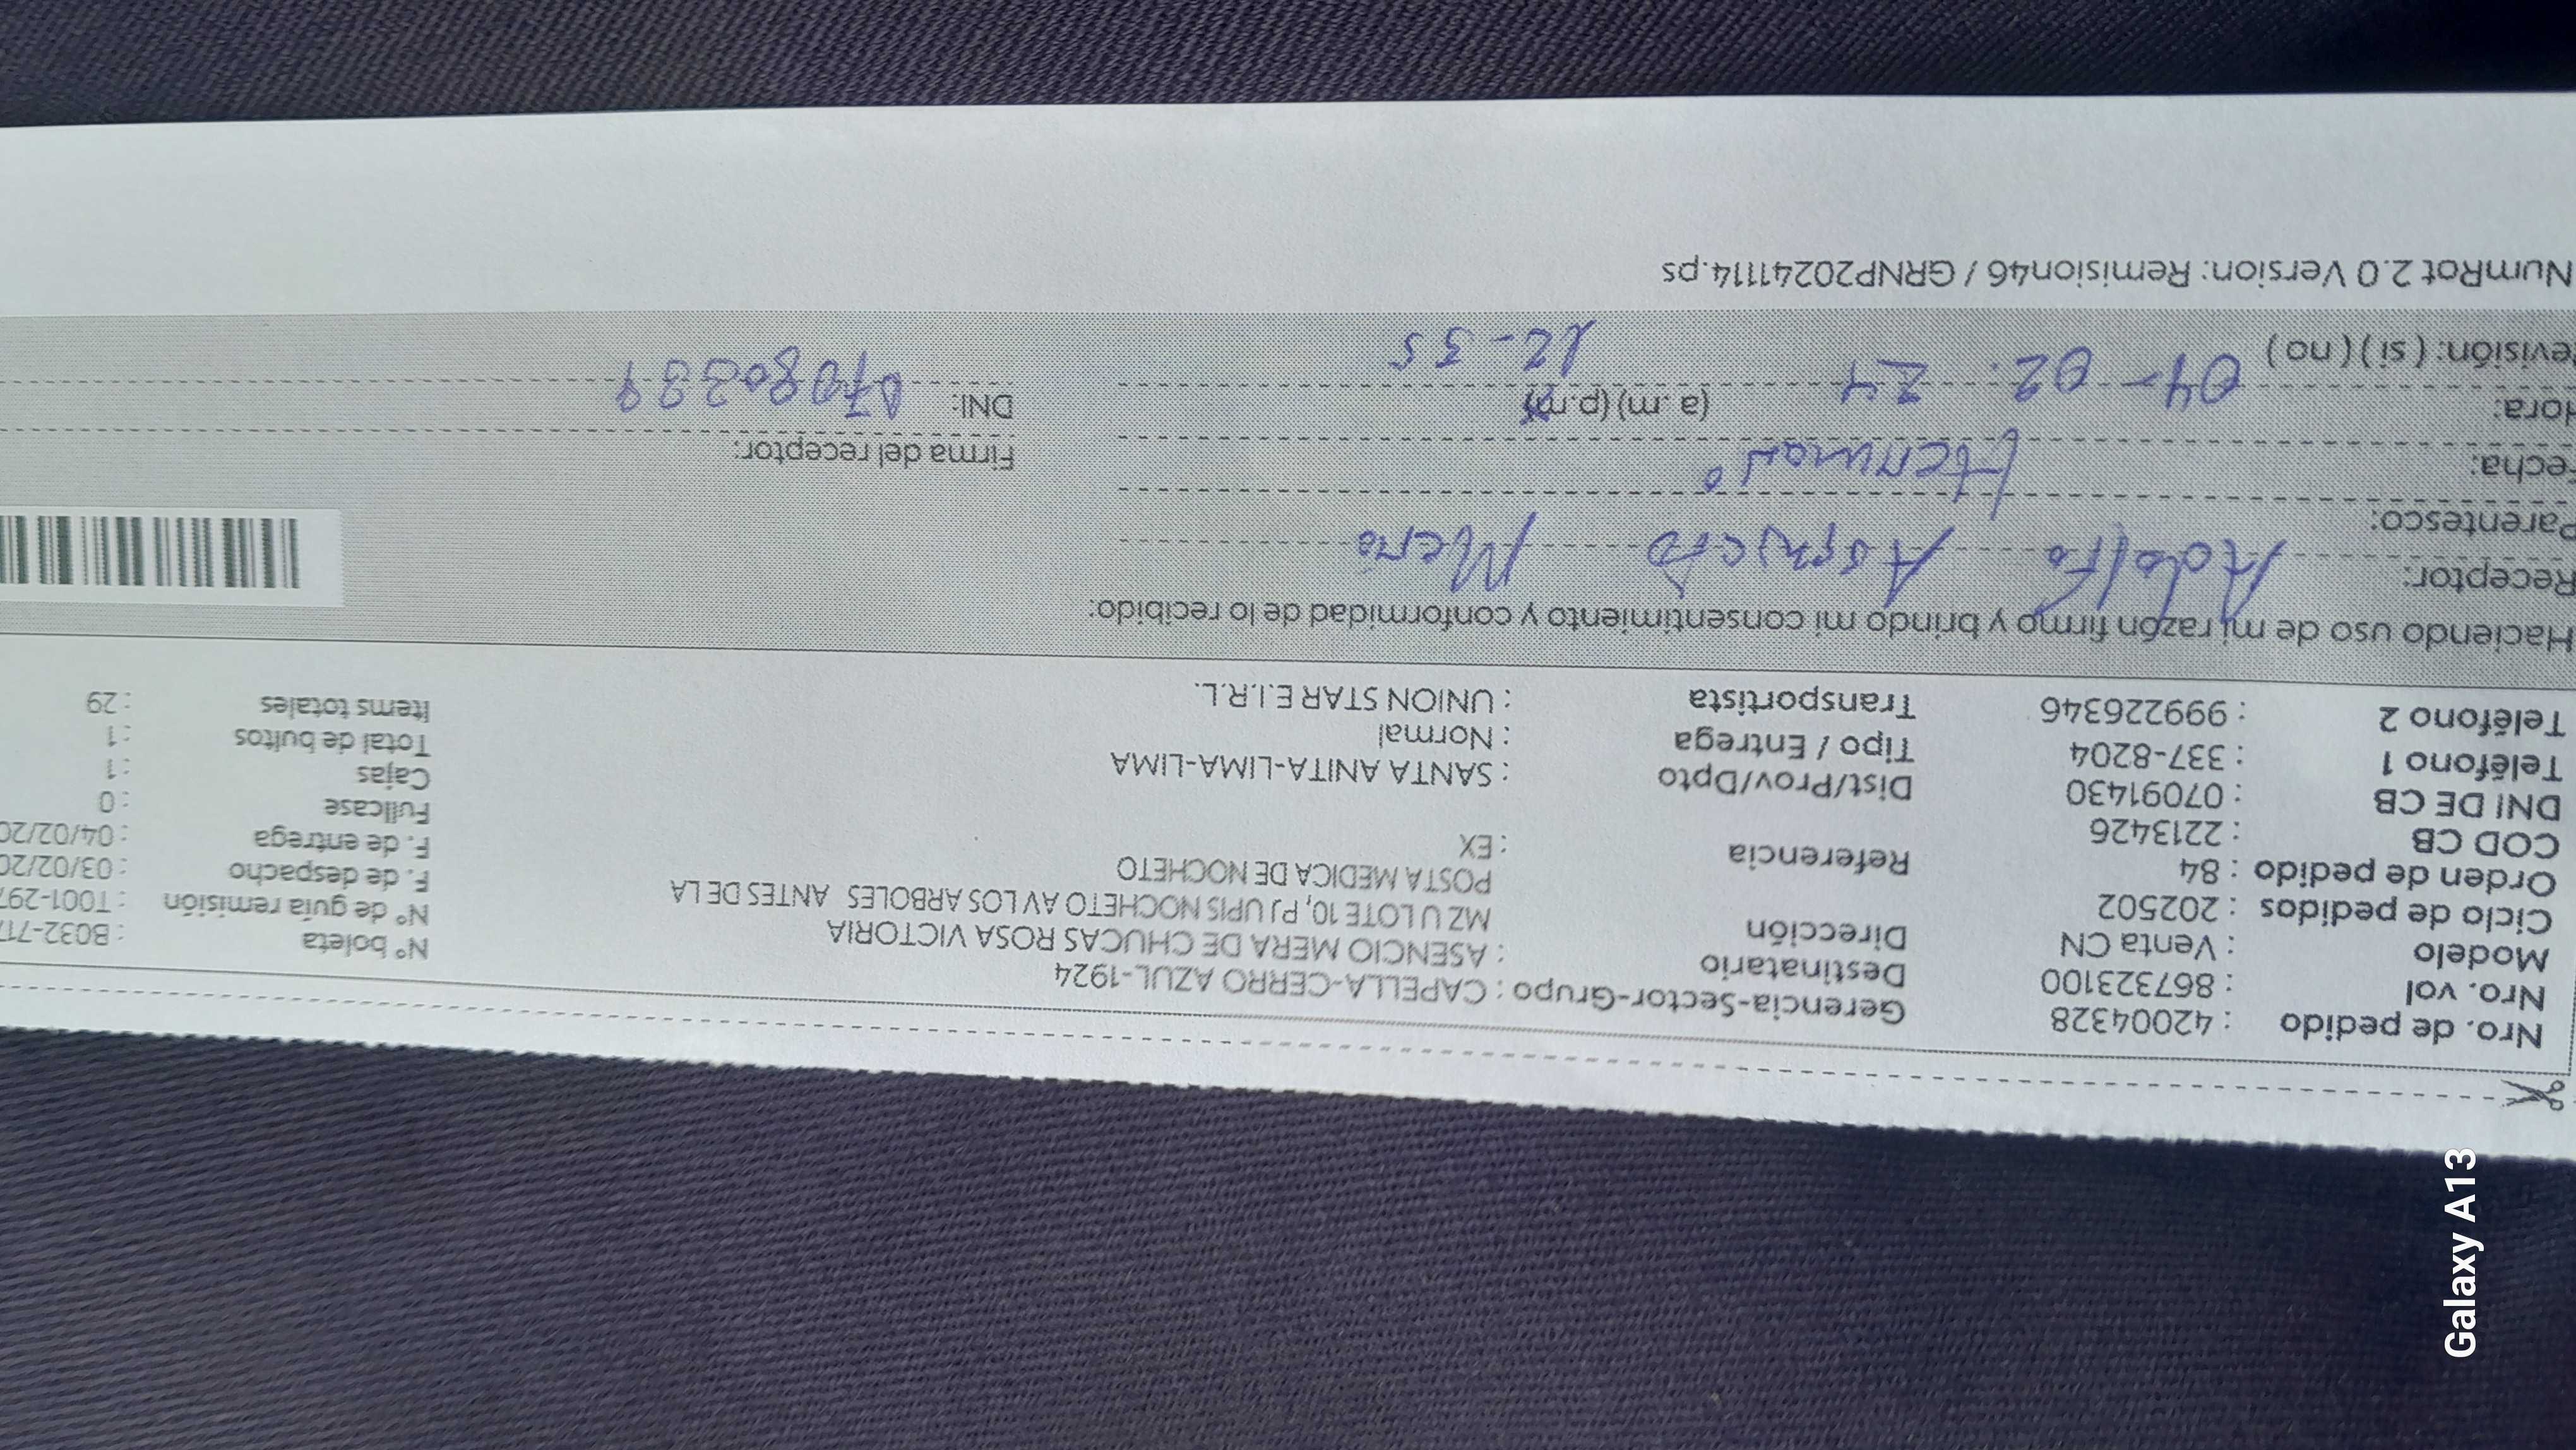 Nro. de pedido : 42004328
Nro. vol : 867323100
Modelo : Venta CN
Ciclo de pedidos : 202502
Orden de pedido : 84
COD CB : 2213426
DNI DE CB : 07091430
Teléfono 1 : 337-8204
Teléfono 2 : 999226346
Gerencia-Sector-Grupo : CAPELLA-CERRO AZUL-1924
Destinatario : ASENCIO MERA DE CHUCAS ROSA VICTORIA
Dirección MZ U LOTE 10, PJ UPIS NOCHETO AV LOS ARBOLES ANTES DE LA
POSTA MEDICA DE NOCHETO
Referencia : EX
Dist/Prov/Dpto : SANTA ANITA-LIMA-LIMA
Tipo / Entrega : Normal
Transportista : UNION STAR E.I.R.L.
N° boleta : B032-717
N° de guía remisión : T001-297
F. de despacho : 03/02/20
F. de entrega : 04/02/20
Fullcase : 0
Cajas : 1
Total de bultos : 1
Items totales : 29
Haciendo uso de mi razón firmo y brindo mi consentimiento y conformidad de lo recibido:
Receptor: Adolfo Mera
Parentesco: Hermano
Fecha: 04-02. 24
Hora: (a.m) (p.m) 12-35
evisión: ( si ) ( no )
Firma del receptor:
DNI:
NumRot 2.0 Version: Remision46 / GRNP20241114.ps
Galaxy A13